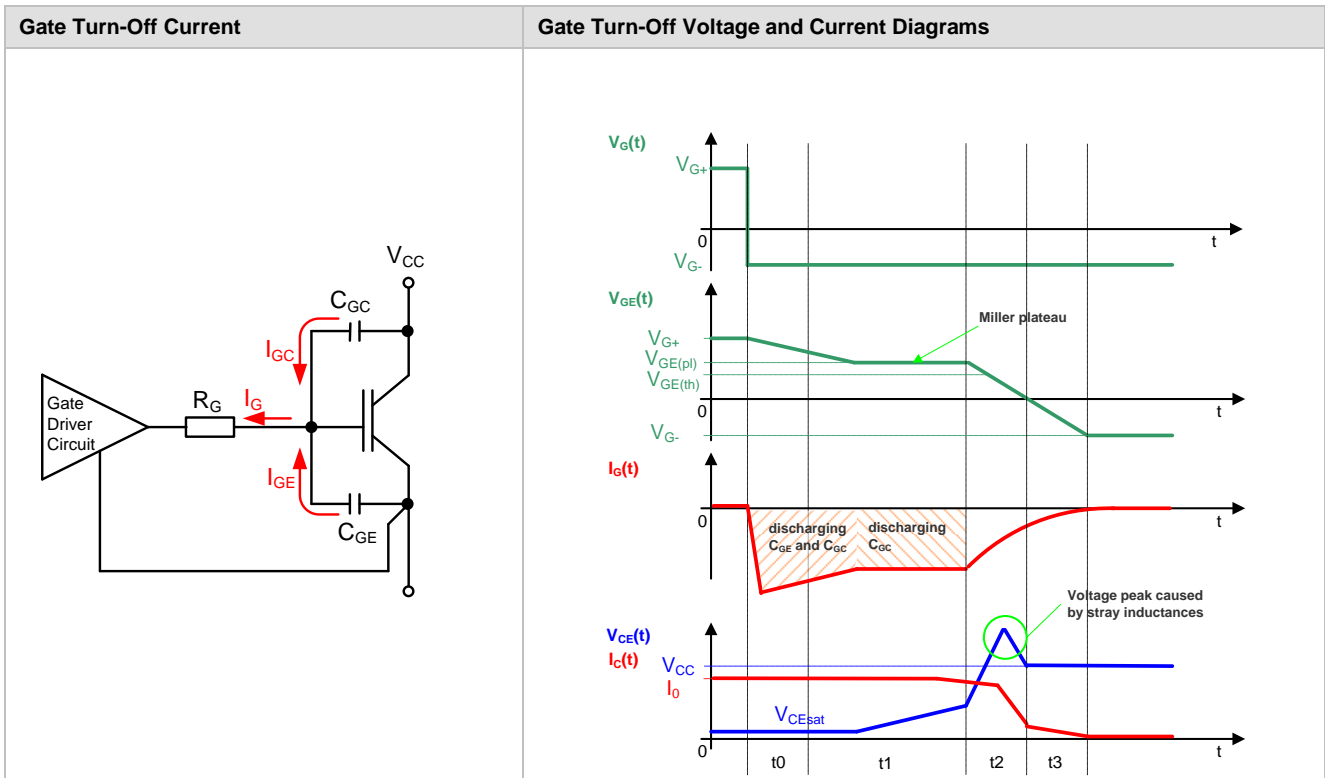 Gate Turn-Off Current
Gate Turn-Off Voltage and Current Diagrams
VCC
CGC
IGC
RG
IG
Gate
Driver
Circuit
IGE
CGE
VG(t)
VG+
0
t
VG-
VGE(t)
Miller plateau
VG+
VGE(pl)
VGE(th)
0
t
VG-
IG(t)
0
t
discharging
CGE and CGC
discharging
CGC
Voltage peak caused
by stray inductances
VCE(t)
IC(t)
VCC
I0
VCEsat
0
t
t0
t1
t2
t3